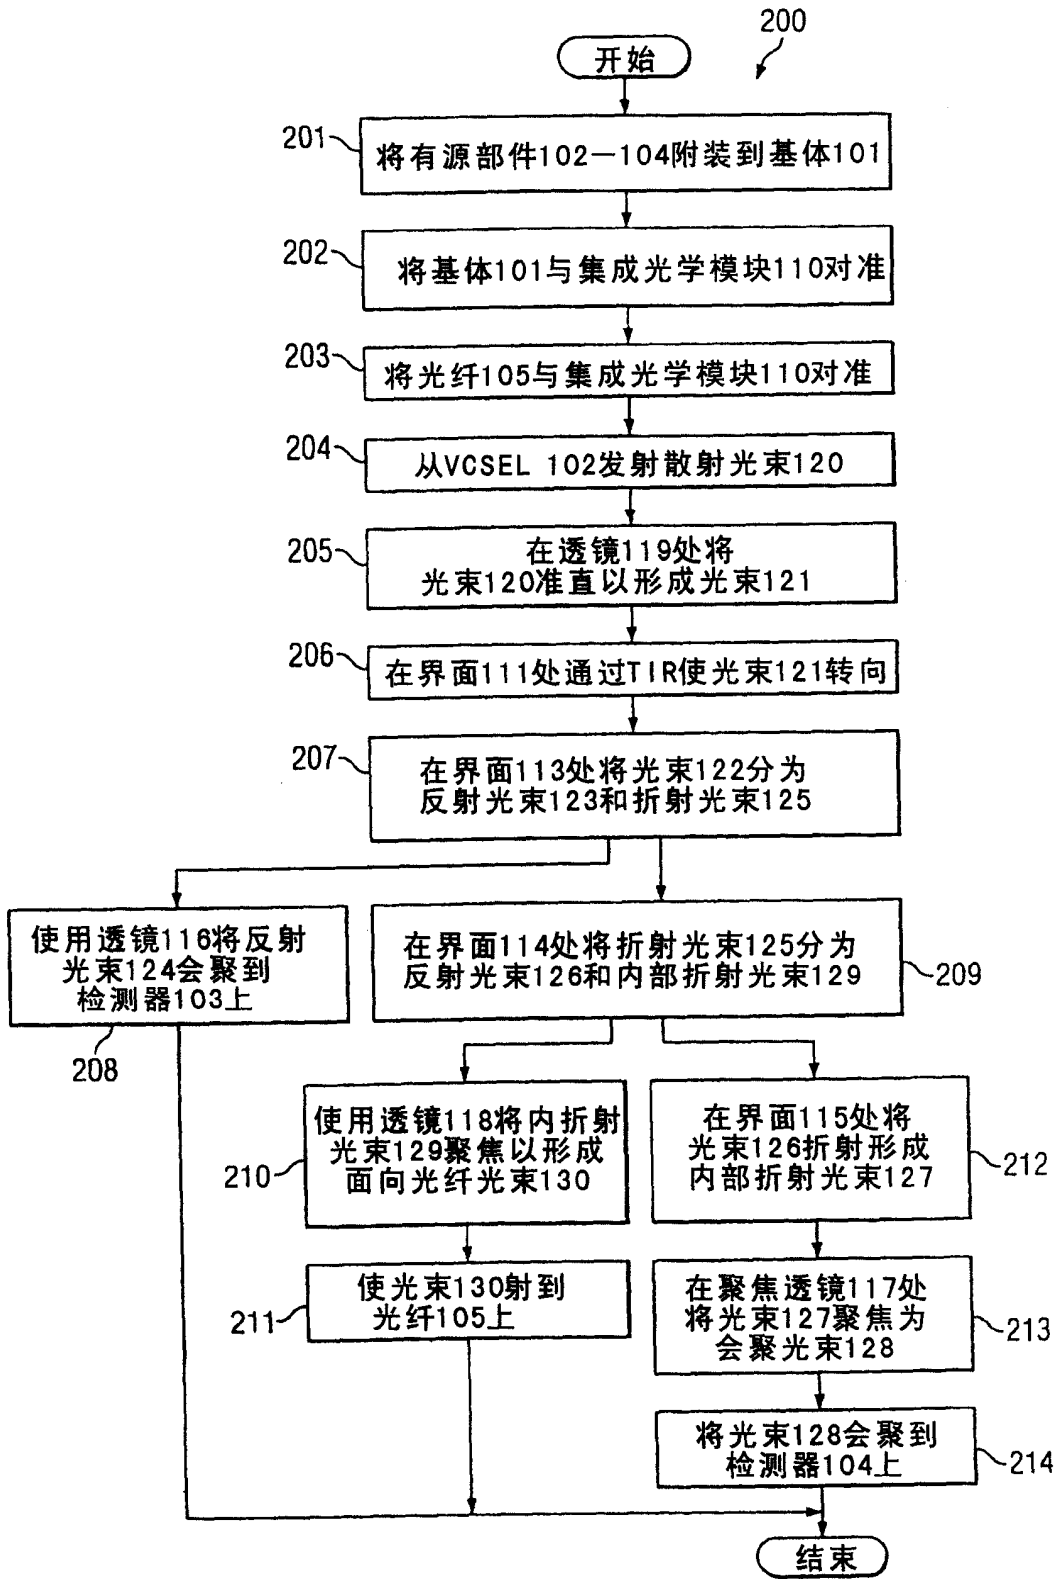 200
开始
201
将有源部件102—104附装到基体101
202
将基体101与集成光学模块110对准
203
将光纤105与集成光学模块110对准
204
从VCSEL 102发射散射光束120
205
在透镜119处将
光束120准直以形成光束121
206
在界面111处通过TIR使光束121转向
207
在界面113处将光束122分为
反射光束123和折射光束125
使用透镜116将反射
光束124会聚到
检测器103上
208
在界面114处将折射光束125分为
反射光束126和内部折射光束129
209
使用透镜118将内折射
光束129聚焦以形成
面向光纤光束130
210
在界面115处将
光束126折射形成
内部折射光束127
212
使光束130射到
光纤105上
211
在聚焦透镜117处
将光束127聚焦为
会聚光束128
213
将光束128会聚到
检测器104上
214
结束